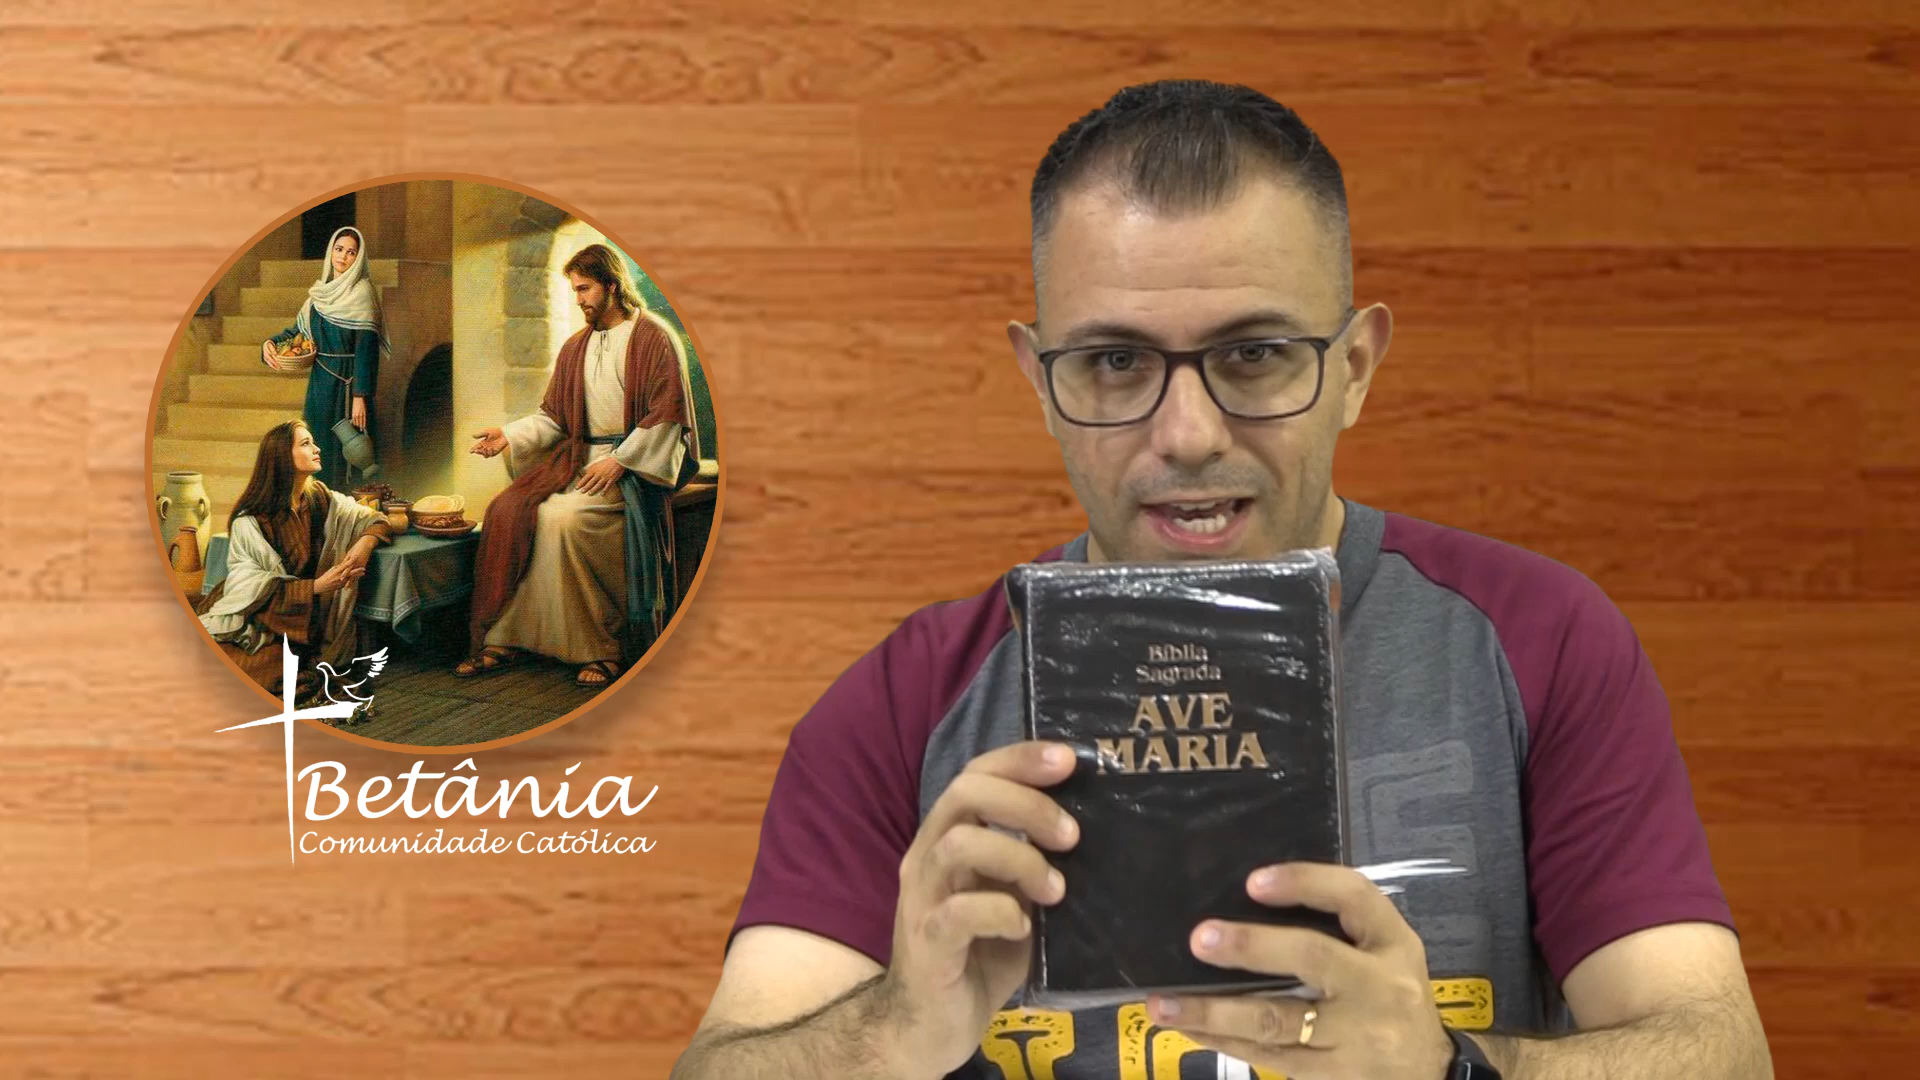 Betânia
Comunidade Católica
Bíblia
Sagrada
AVE
MARIA